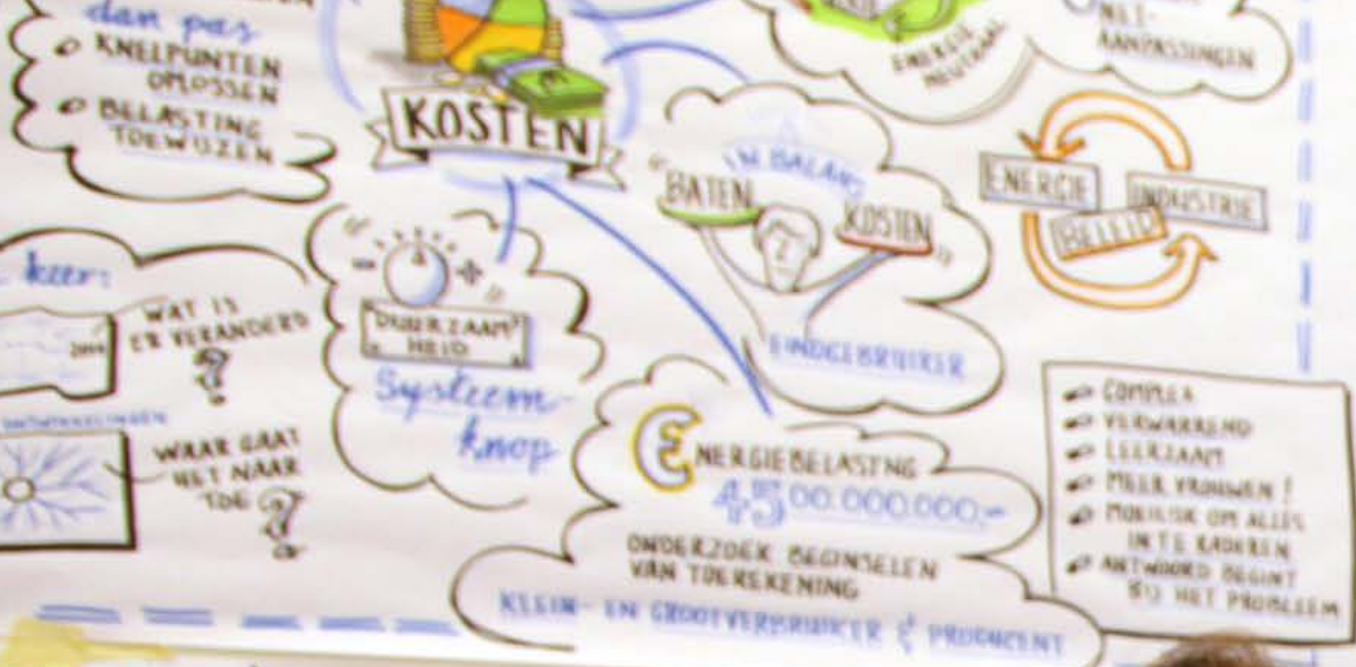 dan pas
KNELPUNTEN
OPLOSSEN
BELASTING
TOEWIJZEN
KOSTEN
ENERGIE
NEUTRAAL
NET-
AANPASSINGEN
IN BALANS
BATEN
KOSTEN
EINDGEBRUIKER
ENERGIE
INDUSTRIE
BELEID
keer:
WAT IS
ER VERANDERD
?
ONTWIKKELINGEN
WAAR GAAT
HET NAAR
TOE ?
DUURZAAM
HEID
Systeem-
knop
ENERGIEBELASTNG
4500.000.000,-
ONDERZOEK BEGINSELEN
VAN TOEREKENING
KLEIN- EN GROOTVERBRUIKER & PRODUCENT
COMPLEX
VERWARREND
LEERZAAM
MEER VROUWEN!
MOEILIJK OM ALLES
IN TE KADEREN
ANTWOORD BEGINT
BIJ HET PROBLEEM